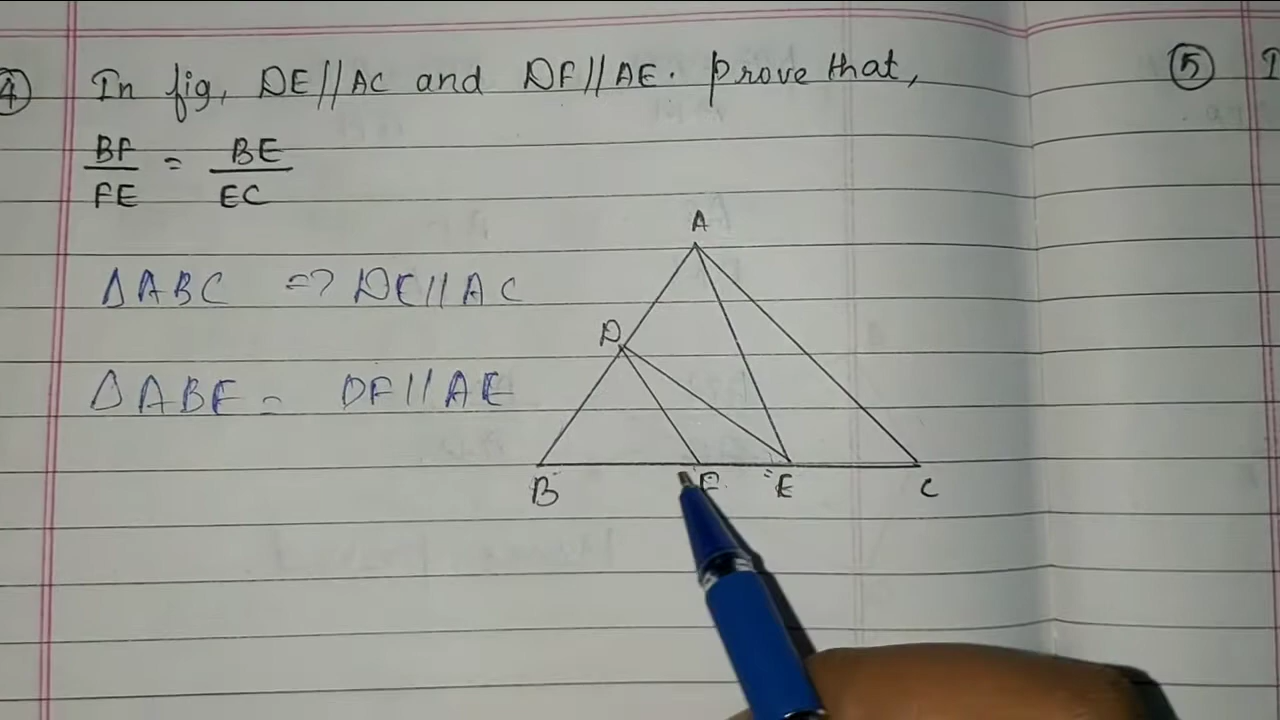 ④ In fig, DE//AC and DF//AE. prove that,
BF/FE = BE/EC
ΔABC => DE//AC
ΔABE = DF//AE
A
D
B F E C
⑤